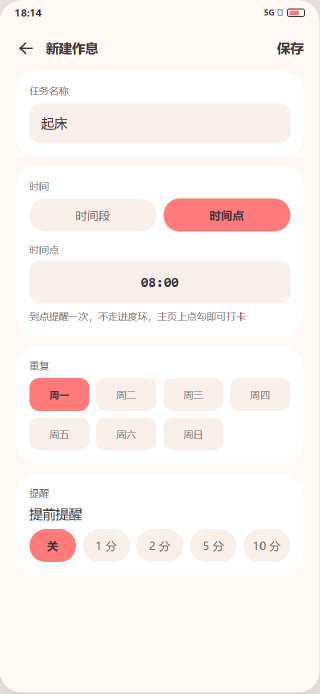 18:14
5G
新建作息
保存
任务名称
起床
时间
时间段
时间点
时间点
08:00
到点提醒一次，不走进度环，主页上点勾即可打卡
重复
周一
周二
周三
周四
周五
周六
周日
提醒
提前提醒
关
1 分
2 分
5 分
10 分